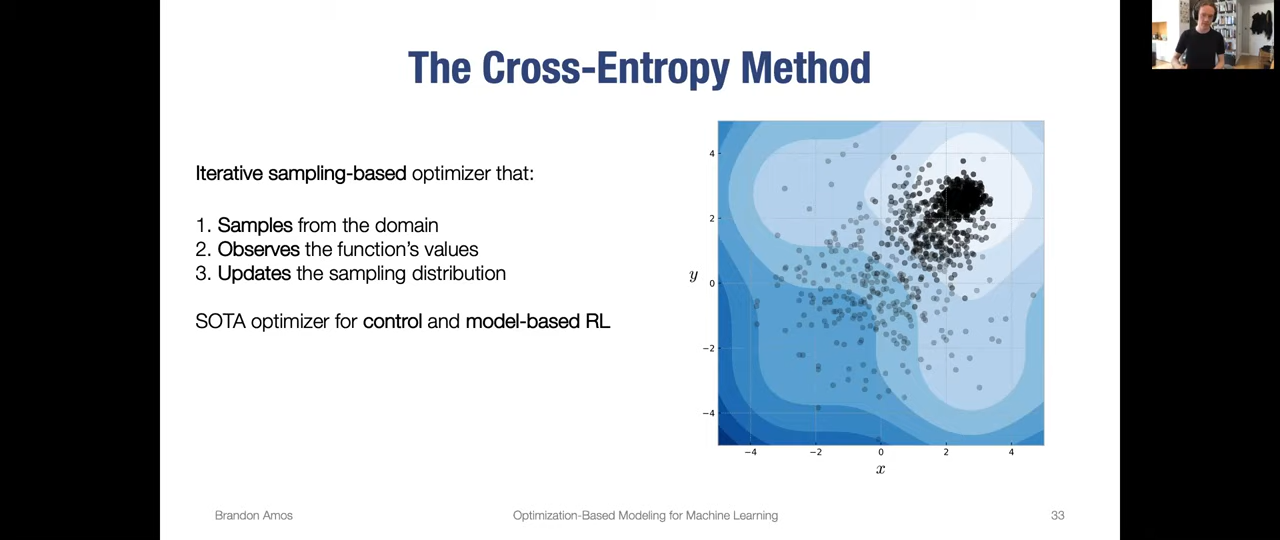 The Cross-Entropy Method
Iterative sampling-based optimizer that:
1. Samples from the domain
2. Observes the function's values
3. Updates the sampling distribution
SOTA optimizer for control and model-based RL
4
2
0
−2
−4
y
−4 −2 0 2 4
x
Brandon Amos Optimization-Based Modeling for Machine Learning 33